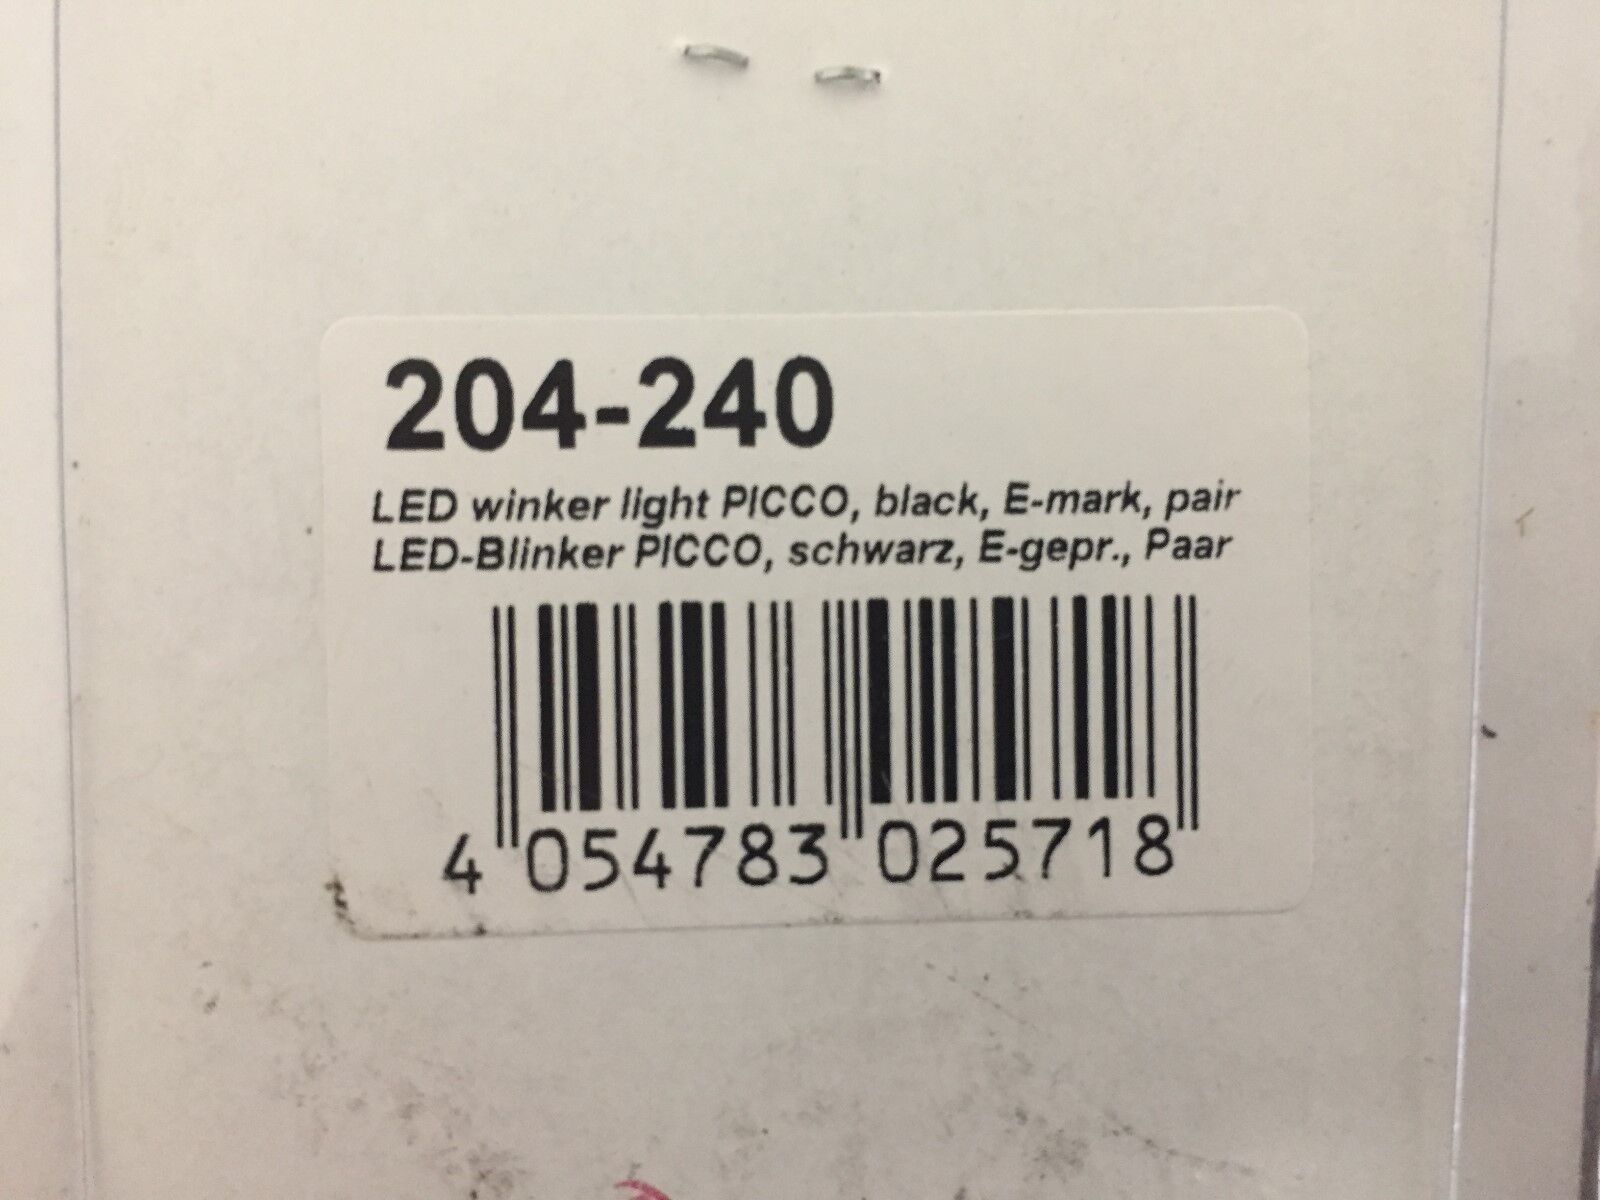 204-240
LED winker light PICCO, black, E-mark, pair
LED-Blinker PICCO, schwarz, E-gepr., Paar
4 054783 025718